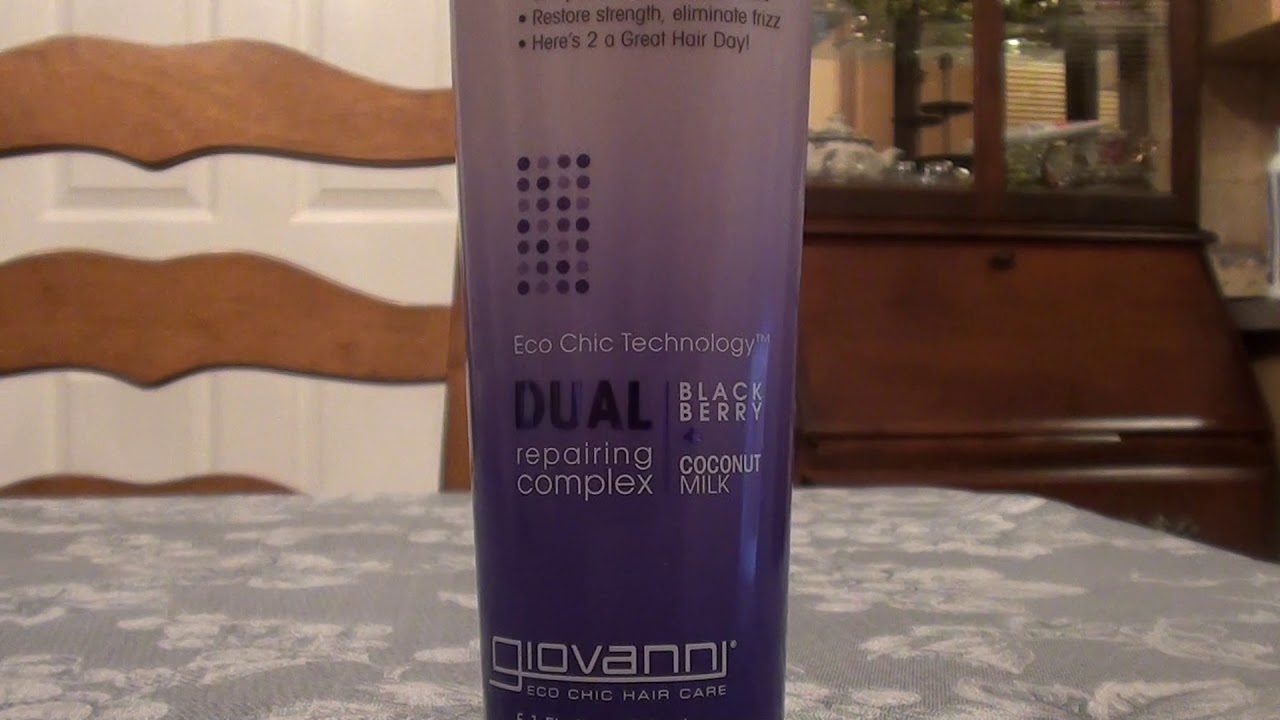 • Restore strength, eliminate frizz
• Here's 2 a Great Hair Day!
Eco Chic Technology™
DUAL
repairing
complex
BLACK
BERRY
&
COCONUT
MILK
giovanni®
ECO CHIC HAIR CARE